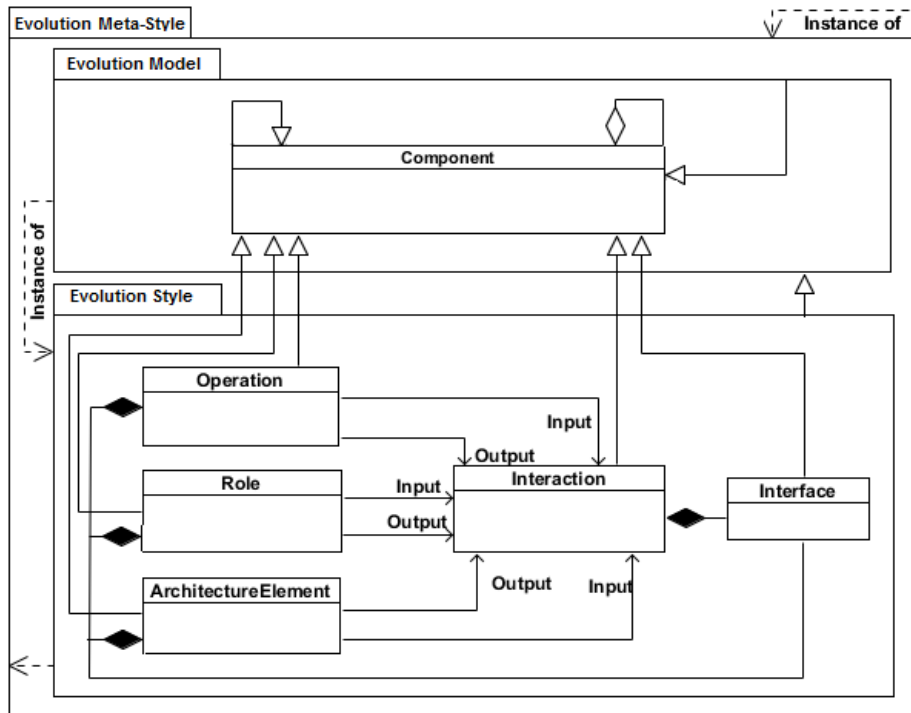 Evolution Meta-Style
Instance of
Evolution Model
Component
Instance of
Evolution Style
Operation
Input
Output
Role
Input
Interaction
Interface
Output
ArchitectureElement
Output
Input